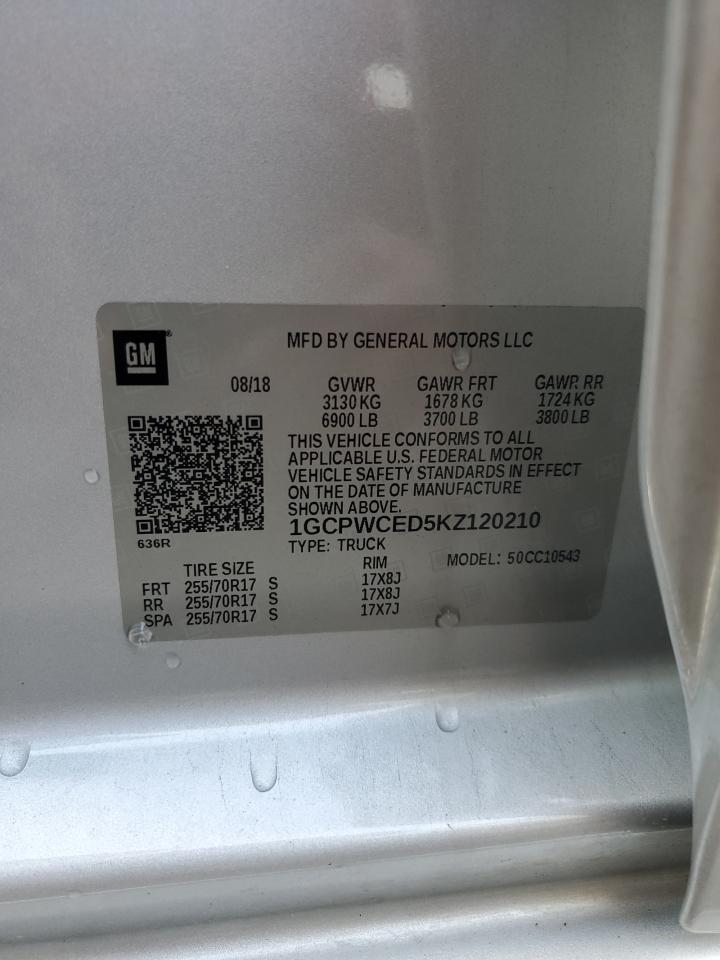 GM
MFD BY GENERAL MOTORS LLC
08/18 GVWR GAWR FRT GAWR RR
3130 KG 1678 KG 1724 KG
6900 LB 3700 LB 3800 LB
THIS VEHICLE CONFORMS TO ALL
APPLICABLE U.S. FEDERAL MOTOR
VEHICLE SAFETY STANDARDS IN EFFECT
ON THE DATE OF MANUFACTURE
SHOWN ABOVE.
1GCPWCED5KZ120210
636R
TYPE: TRUCK
MODEL: 50CC10543
TIRE SIZE RIM
FRT 255/70R17 S 17X8J
RR 255/70R17 S 17X8J
SPA 255/70R17 S 17X7J